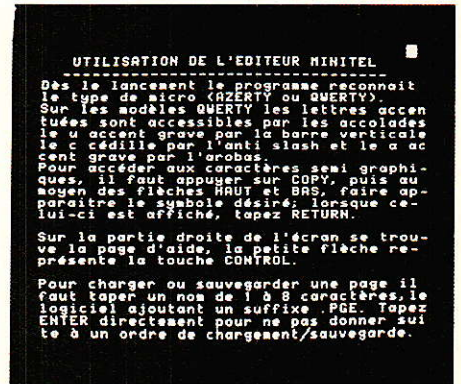 UTILISATION DE L'EDITEUR MINITEL
--------------------------------
Dès le lancement le programme reconnait
le type de micro (AZERTY ou QWERTY).
Sur les modèles QWERTY les lettres accen
tuées sont accessibles par les accolades
le u accent grave par la barre verticale
le c cédille par l'anti slash et le a ac
cent grave par l'arobas.
Pour accéder aux caractères semi graphi-
ques, il faut appuyer sur COPY, puis au
moyen des flèches HAUT et BAS, faire ap-
paraitre le symbole désiré; lorsque ce-
lui-ci est affiché, tapez RETURN.
Sur la partie droite de l'écran se trou-
ve la page d'aide, la petite flèche re-
présente la touche CONTROL.
Pour charger ou sauvegarder une page il
faut taper un nom de 1 à 8 caractères,le
logiciel ajoutant un suffixe .PGE. Tapez
ENTER directement pour ne pas donner sui
te à un ordre de chargement/sauvegarde.